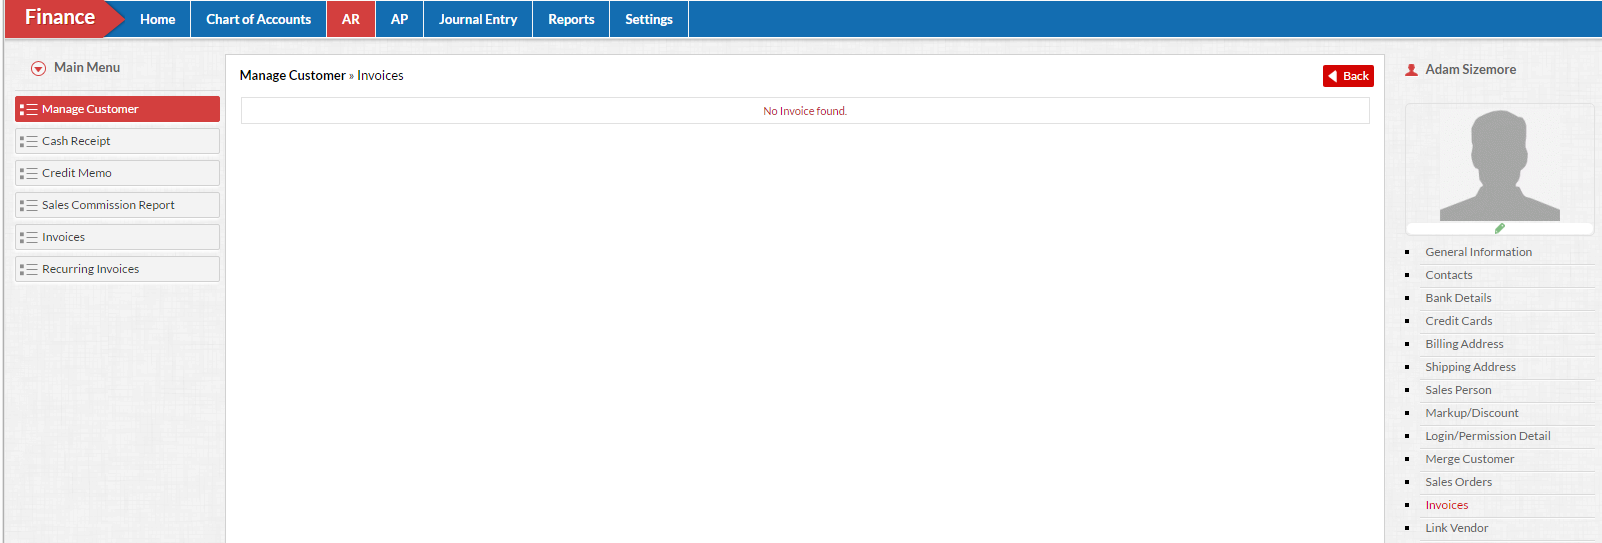 Finance
Home
Chart of Accounts
AR
AP
Journal Entry
Reports
Settings
Main Menu
Manage Customer
Cash Receipt
Credit Memo
Sales Commission Report
Invoices
Recurring Invoices
Manage Customer » Invoices
Back
No Invoice found.
Adam Sizemore
General Information
Contacts
Bank Details
Credit Cards
Billing Address
Shipping Address
Sales Person
Markup/Discount
Login/Permission Detail
Merge Customer
Sales Orders
Invoices
Link Vendor